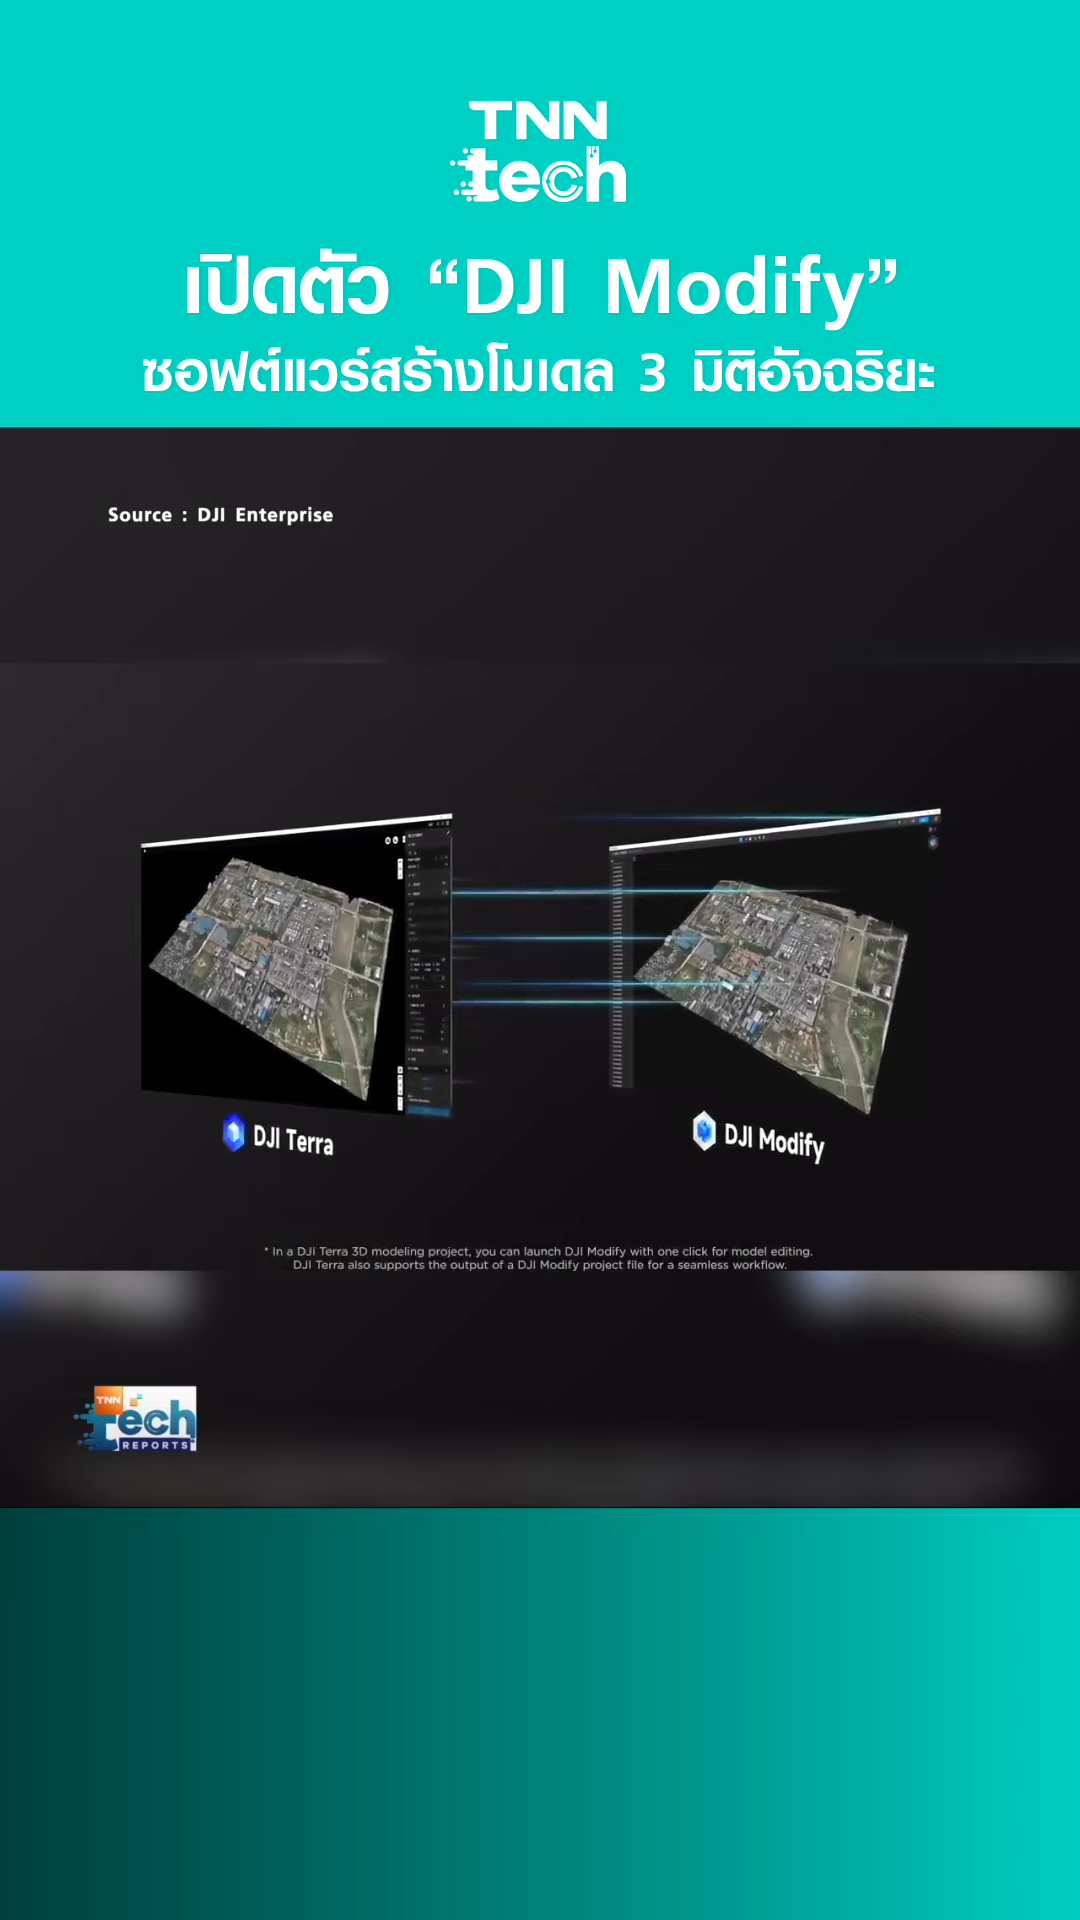 TNN
tech
เปิดตัว “DJI Modify”
ซอฟต์แวร์สร้างโมเดล 3 มิติอัจฉริยะ
Source : DJI Enterprise
DJI Terra
DJI Modify
* In a DJI Terra 3D modeling project, you can launch DJI Modify with one click for model editing.
DJI Terra also supports the output of a DJI Modify project file for a seamless workflow.
TNN
Tech
REPORTS